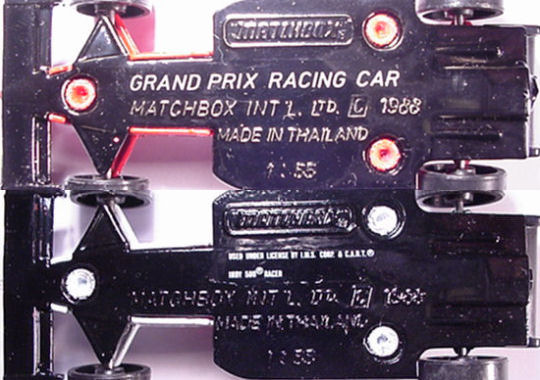 MATCHBOX
GRAND PRIX RACING CAR
MATCHBOX INT'L. LTD. © 1988
MADE IN THAILAND
1:55
MATCHBOX
USED UNDER LICENSE BY I.M.S. CORP. & C.A.R.T.®
INDY 500® RACER
MATCHBOX INT'L. LTD. © 1988
MADE IN THAILAND
1:55